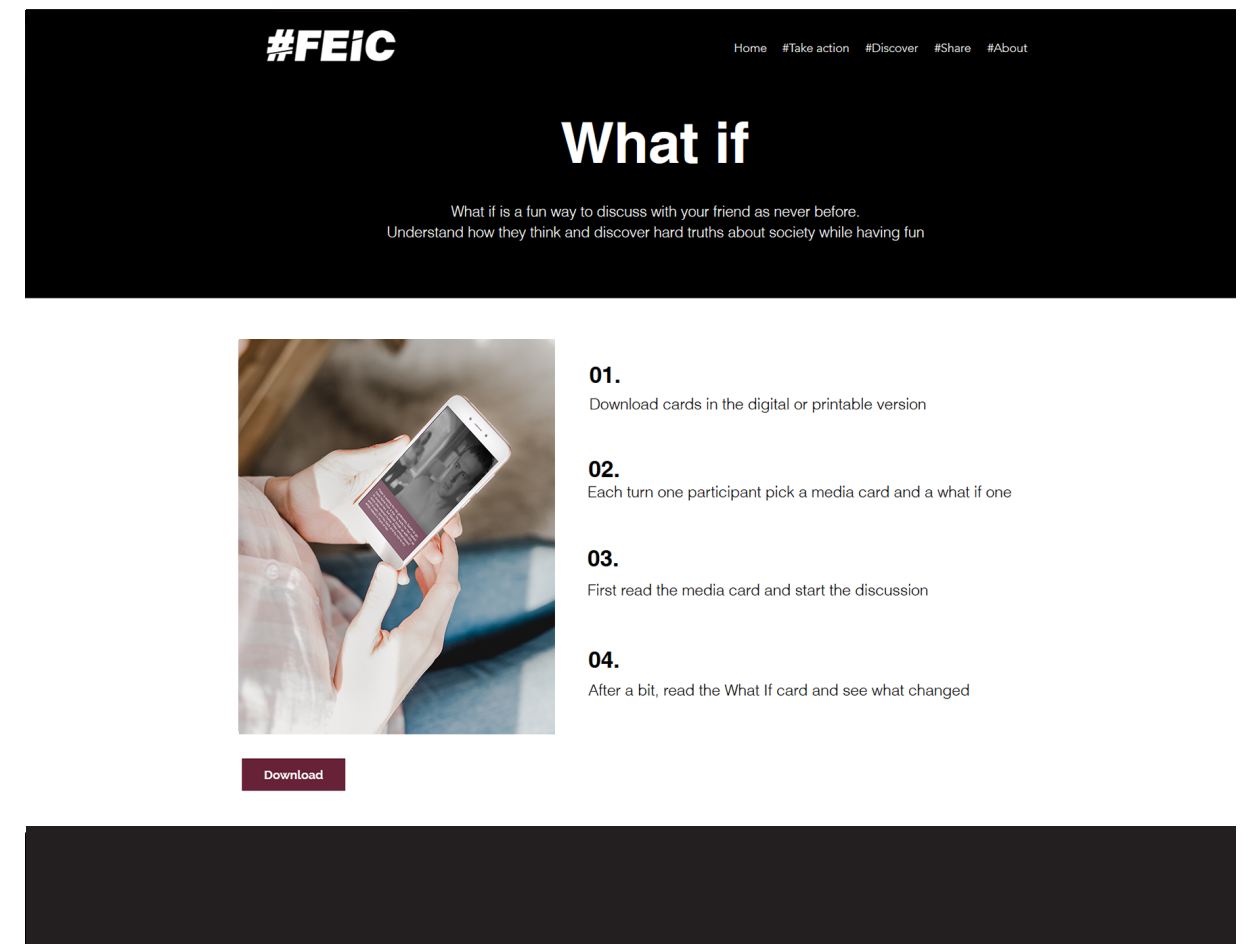 #FEiC
Home #Take action #Discover #Share #About
What if
What if is a fun way to discuss with your friend as never before.
Understand how they think and discover hard truths about society while having fun
01.
Download cards in the digital or printable version
02.
Each turn one participant pick a media card and a what if one
03.
First read the media card and start the discussion
04.
After a bit, read the What If card and see what changed
Download